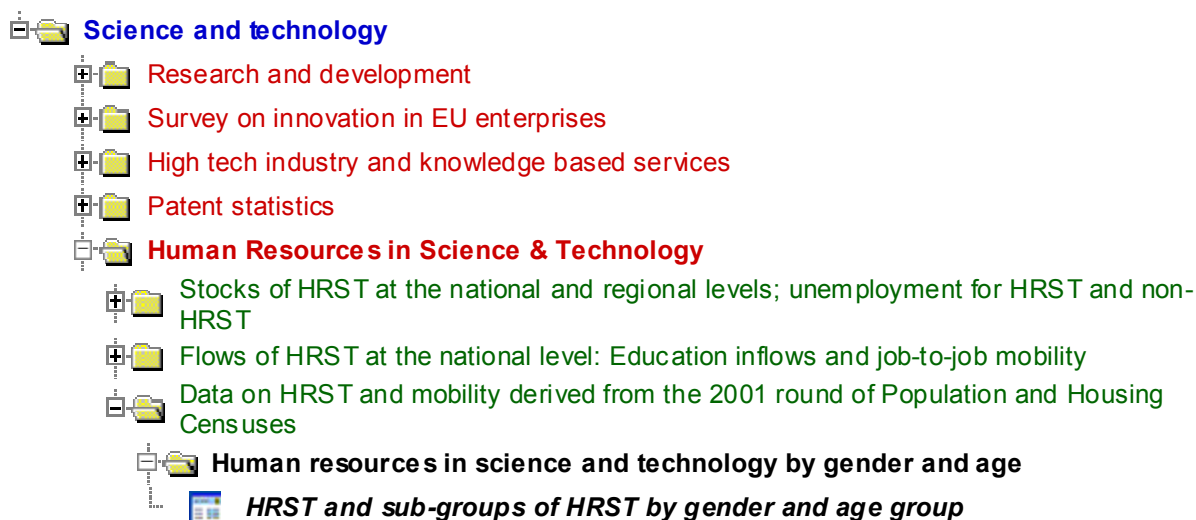 Science and technology
Research and development
Survey on innovation in EU enterprises
High tech industry and knowledge based services
Patent statistics
Human Resources in Science & Technology
Stocks of HRST at the national and regional levels; unemployment for HRST and non-
HRST
Flows of HRST at the national level: Education inflows and job-to-job mobility
Data on HRST and mobility derived from the 2001 round of Population and Housing
Censuses
Human resources in science and technology by gender and age
HRST and sub-groups of HRST by gender and age group